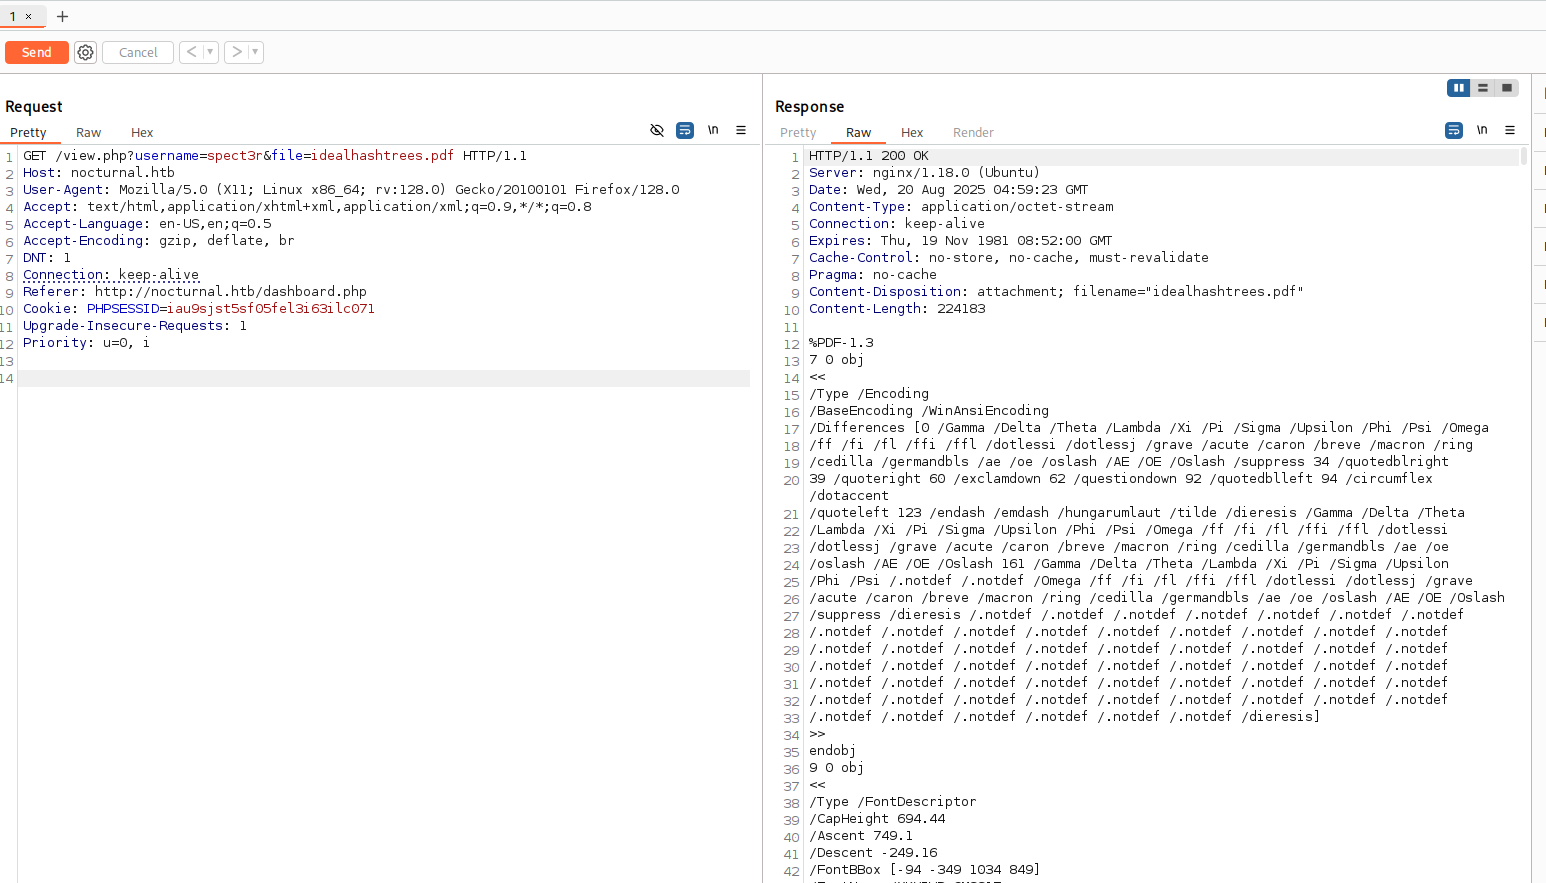 1 ×
+
Send
Cancel
<
>
Request
Response
Pretty Raw Hex
\n
Pretty Raw Hex Render
\n
1 GET /view.php?username=spect3r&file=idealhashtrees.pdf HTTP/1.1
2 Host: nocturnal.htb
3 User-Agent: Mozilla/5.0 (X11; Linux x86_64; rv:128.0) Gecko/20100101 Firefox/128.0
4 Accept: text/html,application/xhtml+xml,application/xml;q=0.9,*/*;q=0.8
5 Accept-Language: en-US,en;q=0.5
6 Accept-Encoding: gzip, deflate, br
7 DNT: 1
8 Connection: keep-alive
9 Referer: http://nocturnal.htb/dashboard.php
10 Cookie: PHPSESSID=iau9sjst5sf05fel3i63ilc071
11 Upgrade-Insecure-Requests: 1
12 Priority: u=0, i
13
14
1 HTTP/1.1 200 OK
2 Server: nginx/1.18.0 (Ubuntu)
3 Date: Wed, 20 Aug 2025 04:59:23 GMT
4 Content-Type: application/octet-stream
5 Connection: keep-alive
6 Expires: Thu, 19 Nov 1981 08:52:00 GMT
7 Cache-Control: no-store, no-cache, must-revalidate
8 Pragma: no-cache
9 Content-Disposition: attachment; filename="idealhashtrees.pdf"
10 Content-Length: 224183
11
12 %PDF-1.3
13 7 0 obj
14 <<
15 /Type /Encoding
16 /BaseEncoding /WinAnsiEncoding
17 /Differences [0 /Gamma /Delta /Theta /Lambda /Xi /Pi /Sigma /Upsilon /Phi /Psi /Omega
18 /ff /fi /fl /ffi /ffl /dotlessi /dotlessj /grave /acute /caron /breve /macron /ring
19 /cedilla /germandbls /ae /oe /oslash /AE /OE /Oslash /suppress 34 /quotedblright
20 39 /quoteright 60 /exclamdown 62 /questiondown 92 /quotedblleft 94 /circumflex
/dotaccent
21 /quoteleft 123 /endash /emdash /hungarumlaut /tilde /dieresis /Gamma /Delta /Theta
22 /Lambda /Xi /Pi /Sigma /Upsilon /Phi /Psi /Omega /ff /fi /fl /ffi /ffl /dotlessi
23 /dotlessj /grave /acute /caron /breve /macron /ring /cedilla /germandbls /ae /oe
24 /oslash /AE /OE /Oslash 161 /Gamma /Delta /Theta /Lambda /Xi /Pi /Sigma /Upsilon
25 /Phi /Psi /.notdef /.notdef /Omega /ff /fi /fl /ffi /ffl /dotlessi /dotlessj /grave
26 /acute /caron /breve /macron /ring /cedilla /germandbls /ae /oe /oslash /AE /OE /Oslash
27 /suppress /dieresis /.notdef /.notdef /.notdef /.notdef /.notdef /.notdef /.notdef
28 /.notdef /.notdef /.notdef /.notdef /.notdef /.notdef /.notdef /.notdef /.notdef
29 /.notdef /.notdef /.notdef /.notdef /.notdef /.notdef /.notdef /.notdef /.notdef
30 /.notdef /.notdef /.notdef /.notdef /.notdef /.notdef /.notdef /.notdef /.notdef
31 /.notdef /.notdef /.notdef /.notdef /.notdef /.notdef /.notdef /.notdef /.notdef
32 /.notdef /.notdef /.notdef /.notdef /.notdef /.notdef /.notdef /.notdef /.notdef
33 /.notdef /.notdef /.notdef /.notdef /.notdef /.notdef /dieresis]
34 >>
35 endobj
36 9 0 obj
37 <<
38 /Type /FontDescriptor
39 /CapHeight 694.44
40 /Ascent 749.1
41 /Descent -249.16
42 /FontBBox [-94 -349 1034 849]